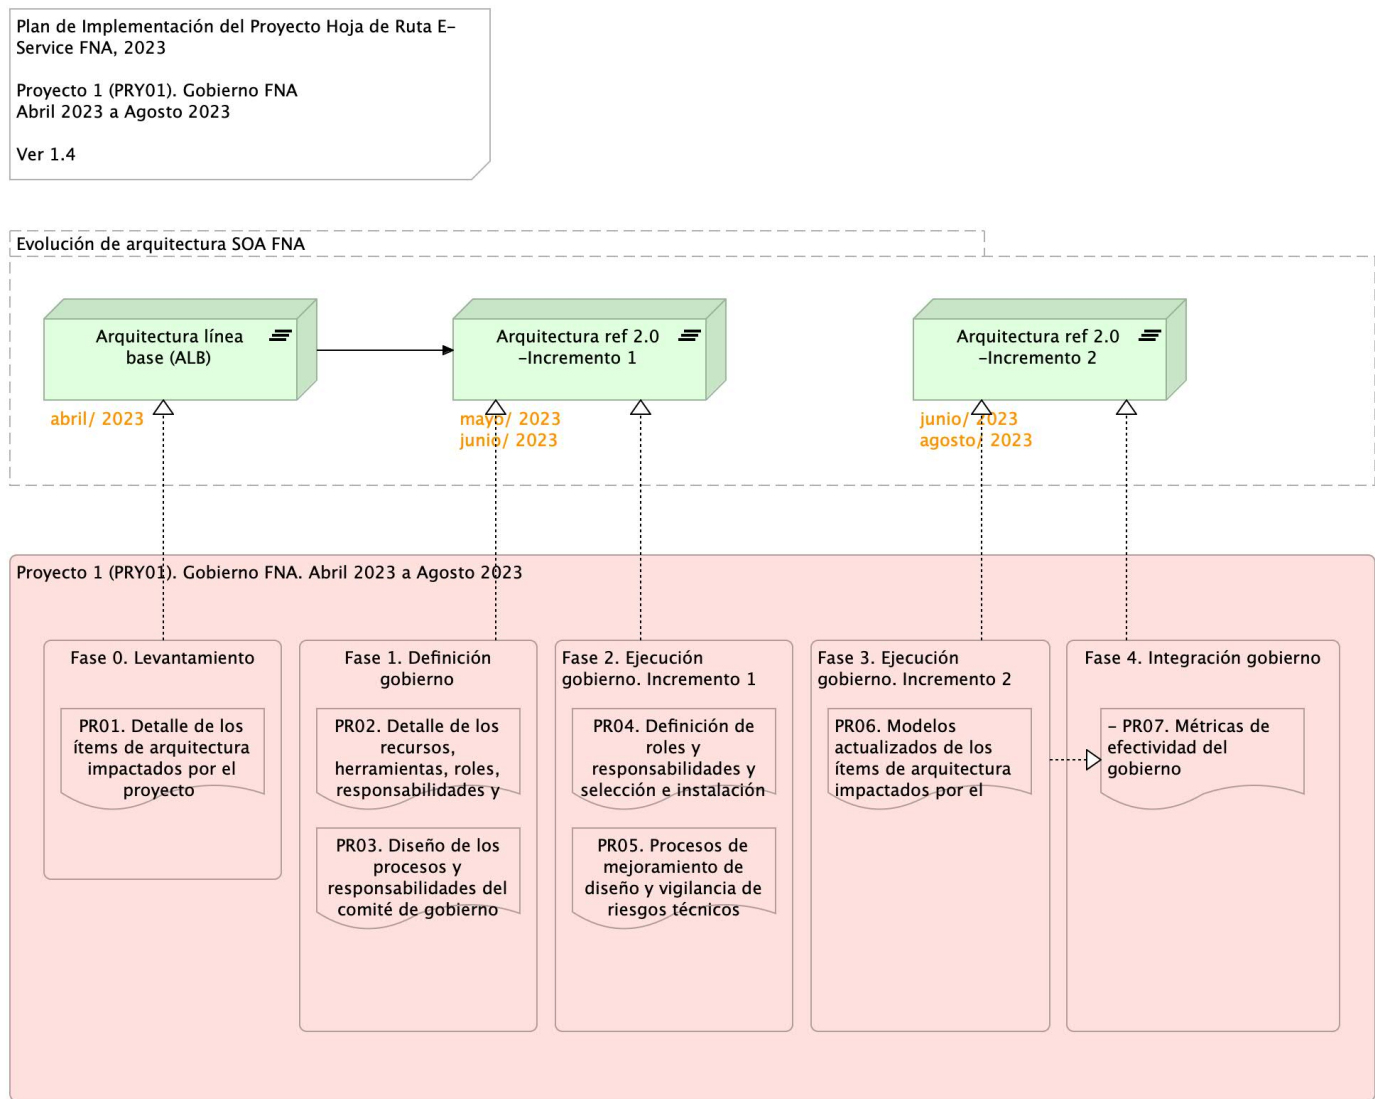 Plan de Implementación del Proyecto Hoja de Ruta E-
Service FNA, 2023
Proyecto 1 (PRY01). Gobierno FNA
Abril 2023 a Agosto 2023
Ver 1.4
Evolución de arquitectura SOA FNA
Arquitectura línea
base (ALB)
abril/ 2023
Arquitectura ref 2.0
-Incremento 1
mayo/ 2023
junio/ 2023
Arquitectura ref 2.0
-Incremento 2
junio/ 2023
agosto/ 2023
Proyecto 1 (PRY01). Gobierno FNA. Abril 2023 a Agosto 2023
Fase 0. Levantamiento
PR01. Detalle de los
ítems de arquitectura
impactados por el
proyecto
Fase 1. Definición
gobierno
PR02. Detalle de los
recursos,
herramientas, roles,
responsabilidades y
PR03. Diseño de los
procesos y
responsabilidades del
comité de gobierno
Fase 2. Ejecución
gobierno. Incremento 1
PR04. Definición de
roles y
responsabilidades y
selección e instalación
PR05. Procesos de
mejoramiento de
diseño y vigilancia de
riesgos técnicos
Fase 3. Ejecución
gobierno. Incremento 2
PR06. Modelos
actualizados de los
ítems de arquitectura
impactados por el
Fase 4. Integración gobierno
- PR07. Métricas de
efectividad del
gobierno